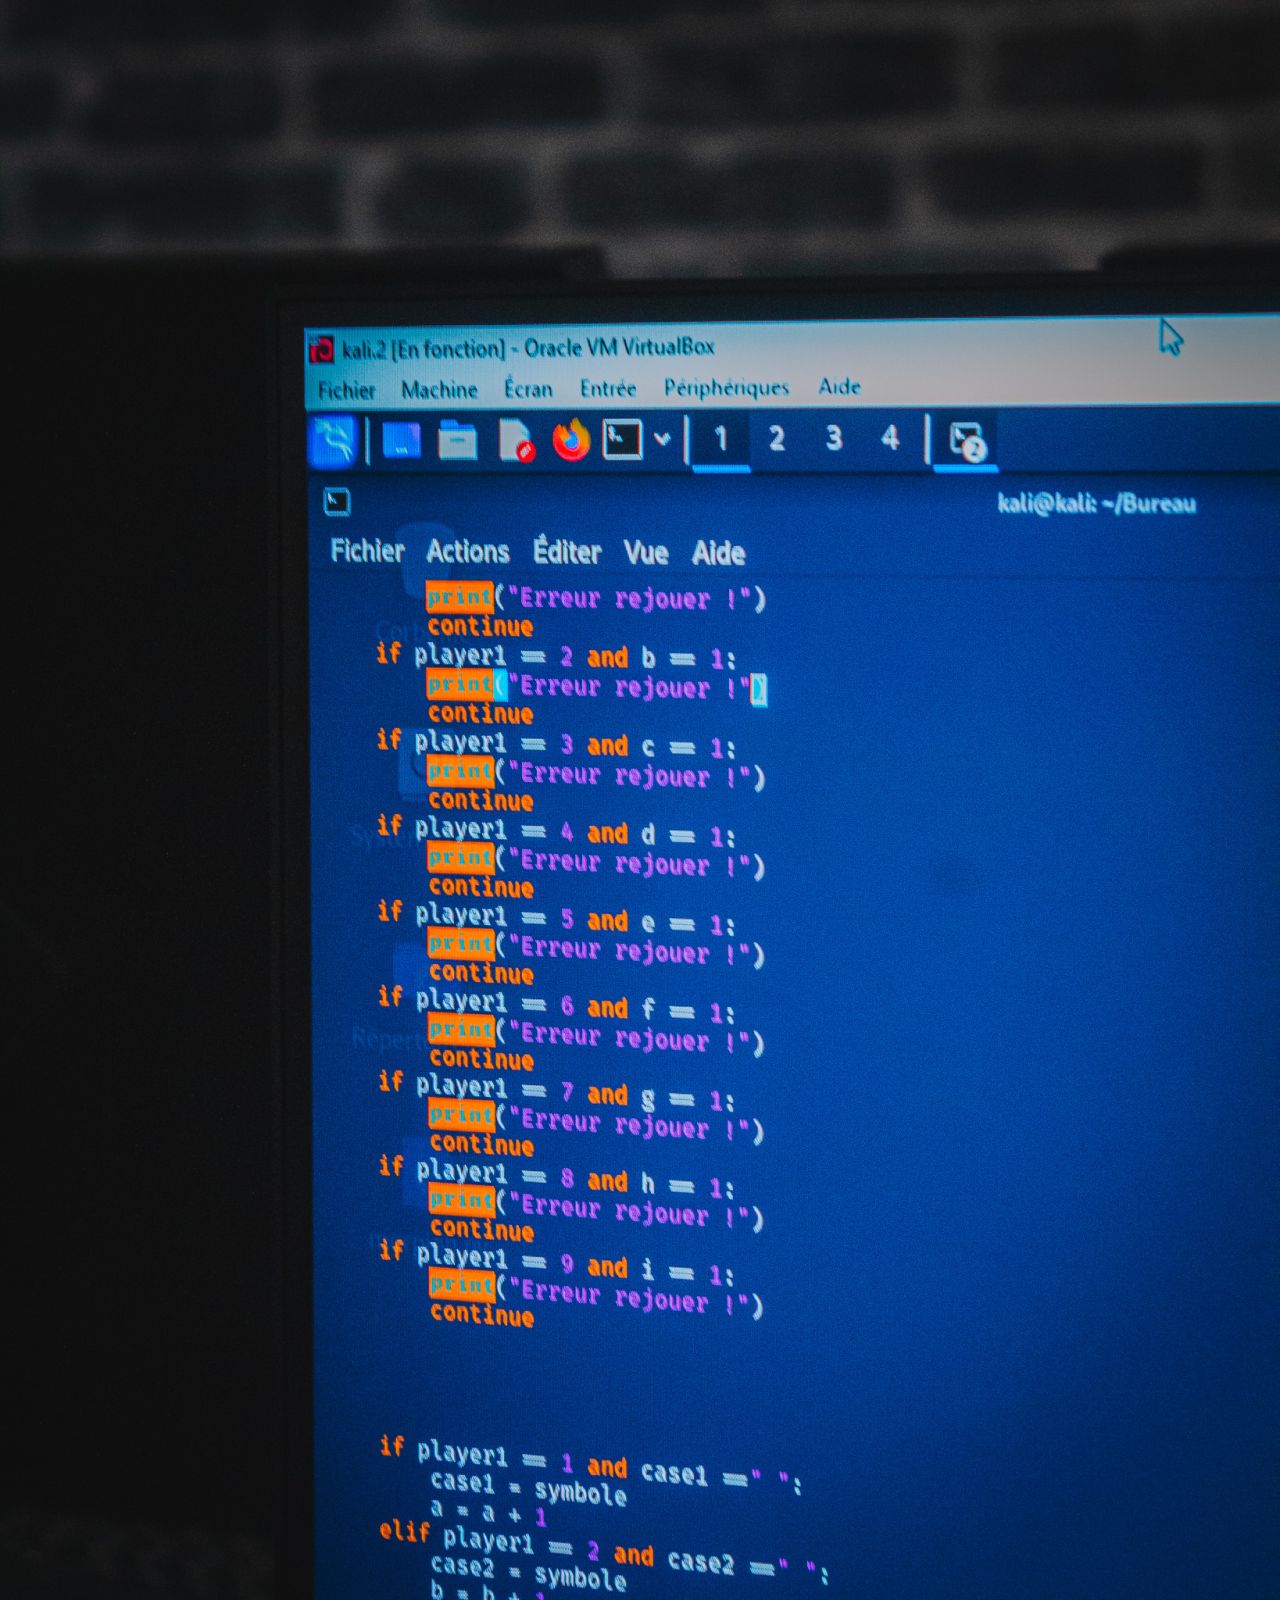 kali.2 [En fonction] - Oracle VM VirtualBox
Fichier Machine Écran Entrée Périphériques Aide
1 2 3 4 2
kali@kali: ~/Bureau
Fichier Actions Éditer Vue Aide
print("Erreur rejouer !")
continue
if player1 == 2 and b == 1:
print("Erreur rejouer !")
continue
if player1 == 3 and c == 1:
print("Erreur rejouer !")
continue
if player1 == 4 and d == 1:
print("Erreur rejouer !")
continue
if player1 == 5 and e == 1:
print("Erreur rejouer !")
continue
if player1 == 6 and f == 1:
print("Erreur rejouer !")
continue
if player1 == 7 and g == 1:
print("Erreur rejouer !")
continue
if player1 == 8 and h == 1:
print("Erreur rejouer !")
continue
if player1 == 9 and i == 1:
print("Erreur rejouer !")
continue
if player1 == 1 and case1 ==" ":
case1 = symbole
a = a + 1
elif player1 == 2 and case2 ==" ":
case2 = symbole
b = b + 1